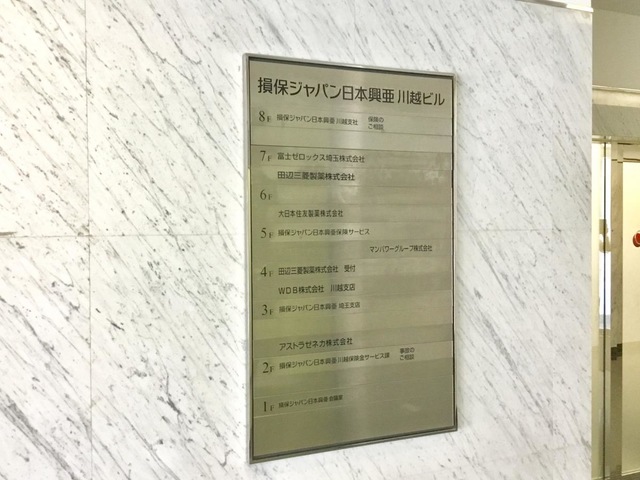 損保ジャパン日本興亜 川越ビル
8F 損保ジャパン日本興亜 川越支社 保険の
ご相談
7F 富士ゼロックス埼玉株式会社
田辺三菱製薬株式会社
6F
大日本住友製薬株式会社
5F 損保ジャパン日本興亜保険サービス
マンパワーグループ株式会社
4F 田辺三菱製薬株式会社 受付
WDB株式会社 川越支店
3F 損保ジャパン日本興亜 埼玉支店
アストラゼネカ株式会社
2F 損保ジャパン日本興亜 川越保険金サービス課 事故の
ご相談
1F 損保ジャパン日本興亜 会議室